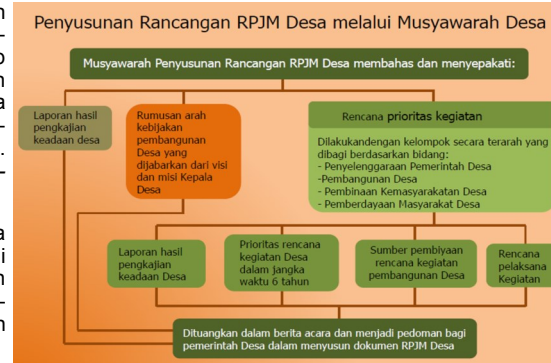 Penyusunan Rancangan RPJM Desa melalui Musyawarah Desa
Musyawarah Penyusunan Rancangan RPJM Desa membahas dan menyepakati:
Laporan hasil
pengkajian
keadaan desa
Rumusan arah
kebijakan
pembangunan
Desa yang
dijabarkan dari visi
dan misi Kepala
Desa
Rencana prioritas kegiatan
Dilakukandengan kelompok secara terarah yang
dibagi berdasarkan bidang:
- Penyelenggaraan Pemerintah Desa
-Pembangunan Desa
- Pembinaan Kemasyarakatan Desa
- Pemberdayaan Masyarakat Desa
Laporan hasil
pengkajian
keadaan Desa
Prioritas rencana
kegiatan Desa
dalam jangka
waktu 6 tahun
Sumber pembiyaan
rencana kegiatan
pembangunan Desa
Rencana
pelaksana
Kegiatan
Dituangkan dalam berita acara dan menjadi pedoman bagi
pemerintah Desa dalam menyusun dokumen RPJM Desa